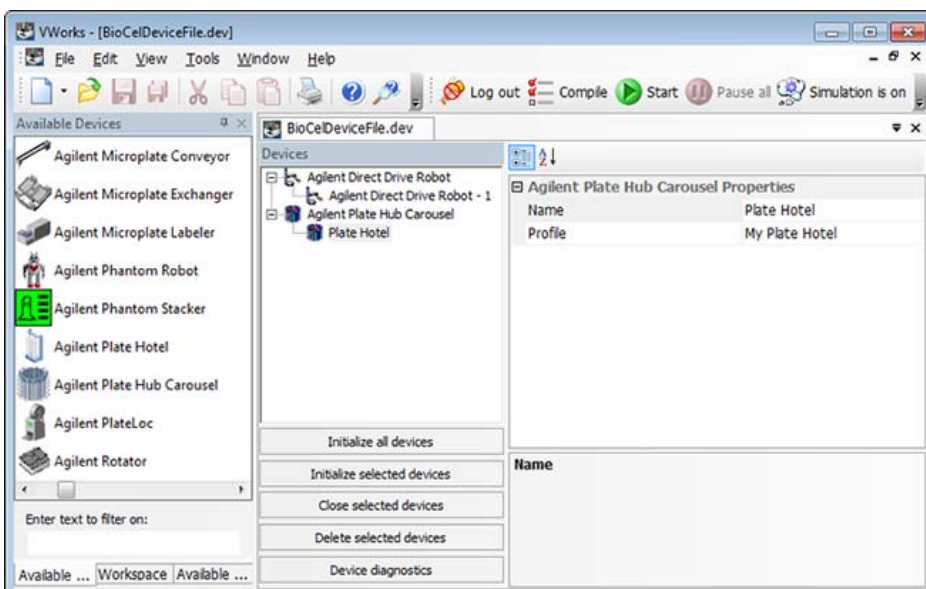 VWorks - [BioCelDeviceFile.dev]
File Edit View Tools Window Help
Log out Compile Start Pause all Simulation is on
Available Devices
Agilent Microplate Conveyor
Agilent Microplate Exchanger
Agilent Microplate Labeler
Agilent Phantom Robot
Agilent Phantom Stacker
Agilent Plate Hotel
Agilent Plate Hub Carousel
Agilent PlateLoc
Agilent Rotator
Enter text to filter on:
Available ... Workspace Available ...
BioCelDeviceFile.dev
Devices
Agilent Direct Drive Robot
Agilent Direct Drive Robot - 1
Agilent Plate Hub Carousel
Plate Hotel
Initialize all devices
Initialize selected devices
Close selected devices
Delete selected devices
Device diagnostics
Agilent Plate Hub Carousel Properties
Name Plate Hotel
Profile My Plate Hotel
Name